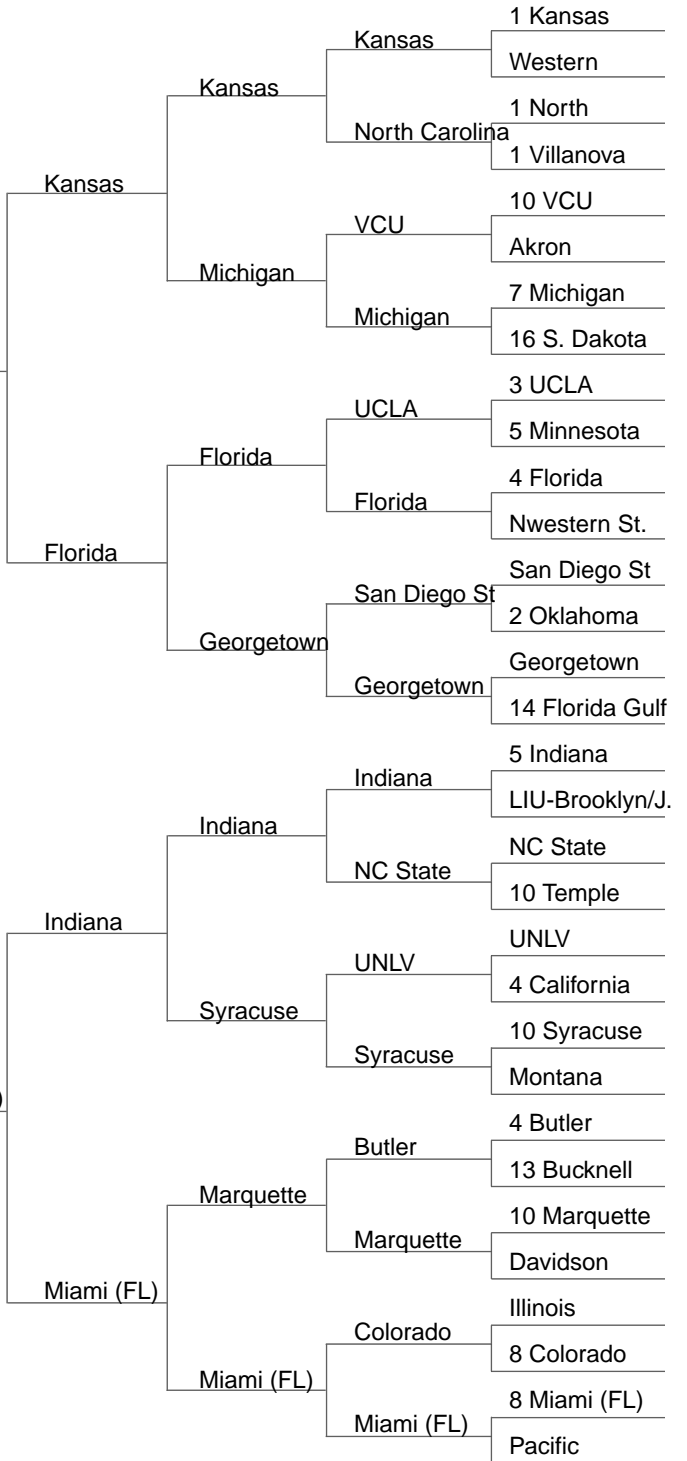 1 Kansas
Kansas
Western
Kansas
1 North
North Carolina
1 Villanova
Kansas
10 VCU
VCU
Akron
Michigan
7 Michigan
Michigan
16 S. Dakota
3 UCLA
UCLA
5 Minnesota
Florida
4 Florida
Florida
Nwestern St.
Florida
San Diego St
San Diego St
2 Oklahoma
Georgetown
Georgetown
Georgetown
14 Florida Gulf
5 Indiana
Indiana
LIU-Brooklyn/J.
Indiana
NC State
NC State
10 Temple
Indiana
UNLV
UNLV
4 California
Syracuse
10 Syracuse
Syracuse
Montana
)
4 Butler
Butler
13 Bucknell
Marquette
10 Marquette
Marquette
Davidson
Miami (FL)
Illinois
Colorado
8 Colorado
Miami (FL)
8 Miami (FL)
Miami (FL)
Pacific